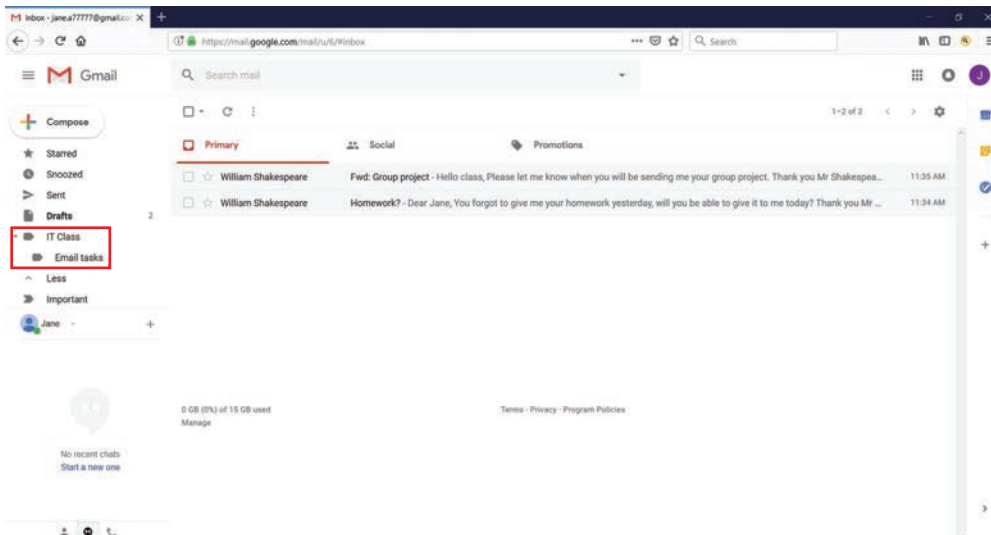 Inbox - jane.a77777@gmail.co
https://mail.google.com/mail/u/6/#inbox
Search
Gmail
Search mail
J
Compose
1-2 of 2
Primary Social Promotions
Starred
Snoozed
Sent
Drafts 2
IT Class
Email tasks
Less
Important
William Shakespeare Fwd: Group project - Hello class, Please let me know when you will be sending me your group project. Thank you Mr Shakespea... 11:35 AM
William Shakespeare Homework? - Dear Jane, You forgot to give me your homework yesterday, will you be able to give it to me today? Thank you Mr ... 11:34 AM
Jane
0 GB (0%) of 15 GB used
Manage
Terms - Privacy - Program Policies
No recent chats
Start a new one